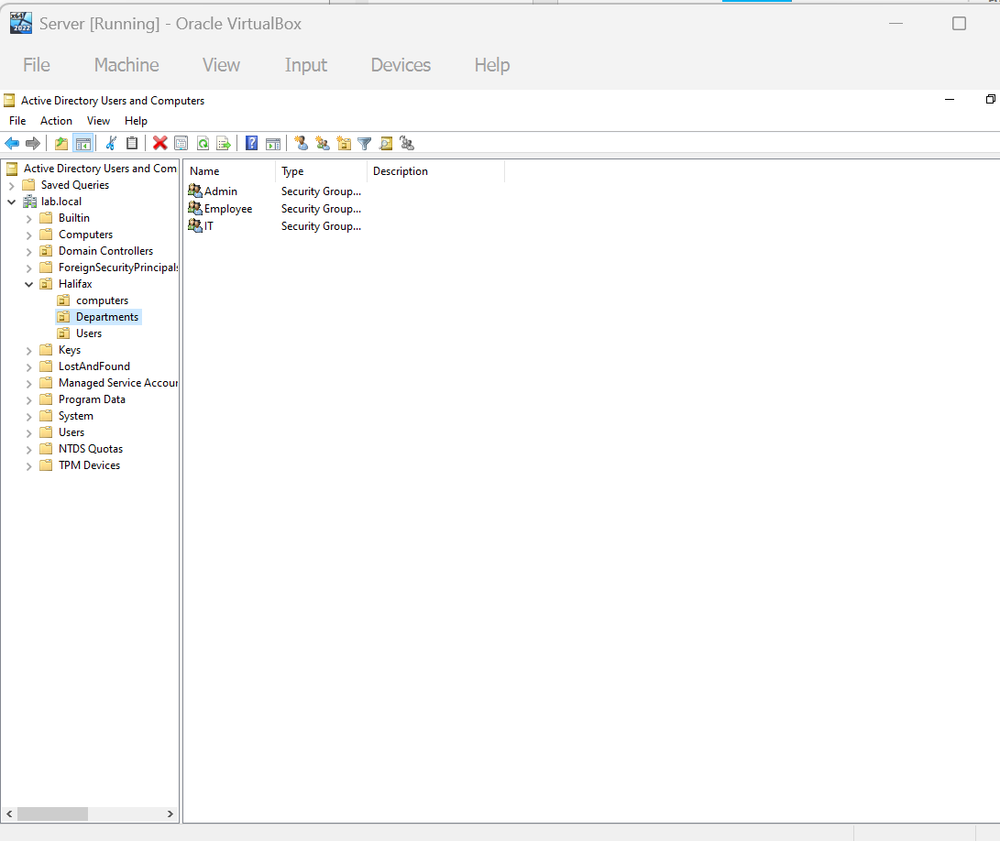 Server [Running] - Oracle VirtualBox
File Machine View Input Devices Help
Active Directory Users and Computers
File Action View Help
Active Directory Users and Com
Saved Queries
lab.local
Builtin
Computers
Domain Controllers
ForeignSecurityPrincipals
Halifax
computers
Departments
Users
Keys
LostAndFound
Managed Service Accour
Program Data
System
Users
NTDS Quotas
TPM Devices
Name Type Description
Admin Security Group...
Employee Security Group...
IT Security Group...